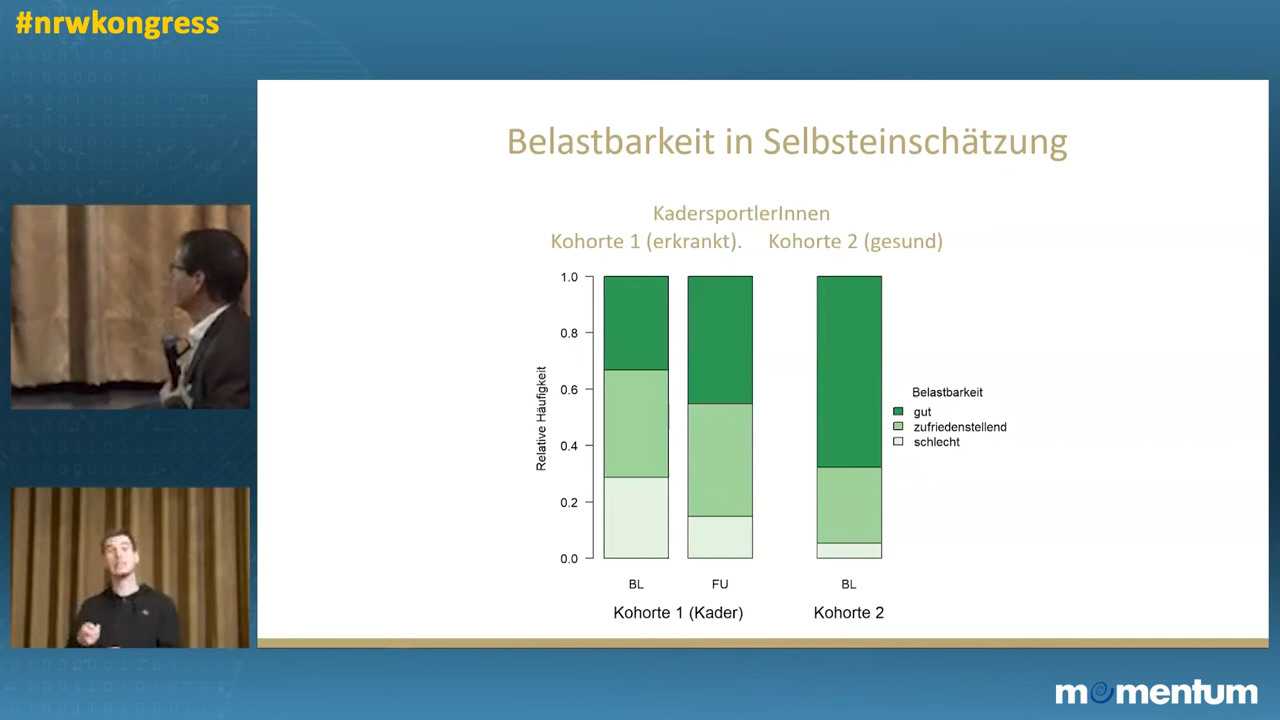 #nrwkongress
Belastbarkeit in Selbsteinschätzung
KadersportlerInnen
Kohorte 1 (erkrankt). Kohorte 2 (gesund)
1.0
0.8
0.6
0.4
0.2
0.0
Relative Häufigkeit
BL FU BL
Kohorte 1 (Kader) Kohorte 2
Belastbarkeit
gut
zufriedenstellend
schlecht
momentum